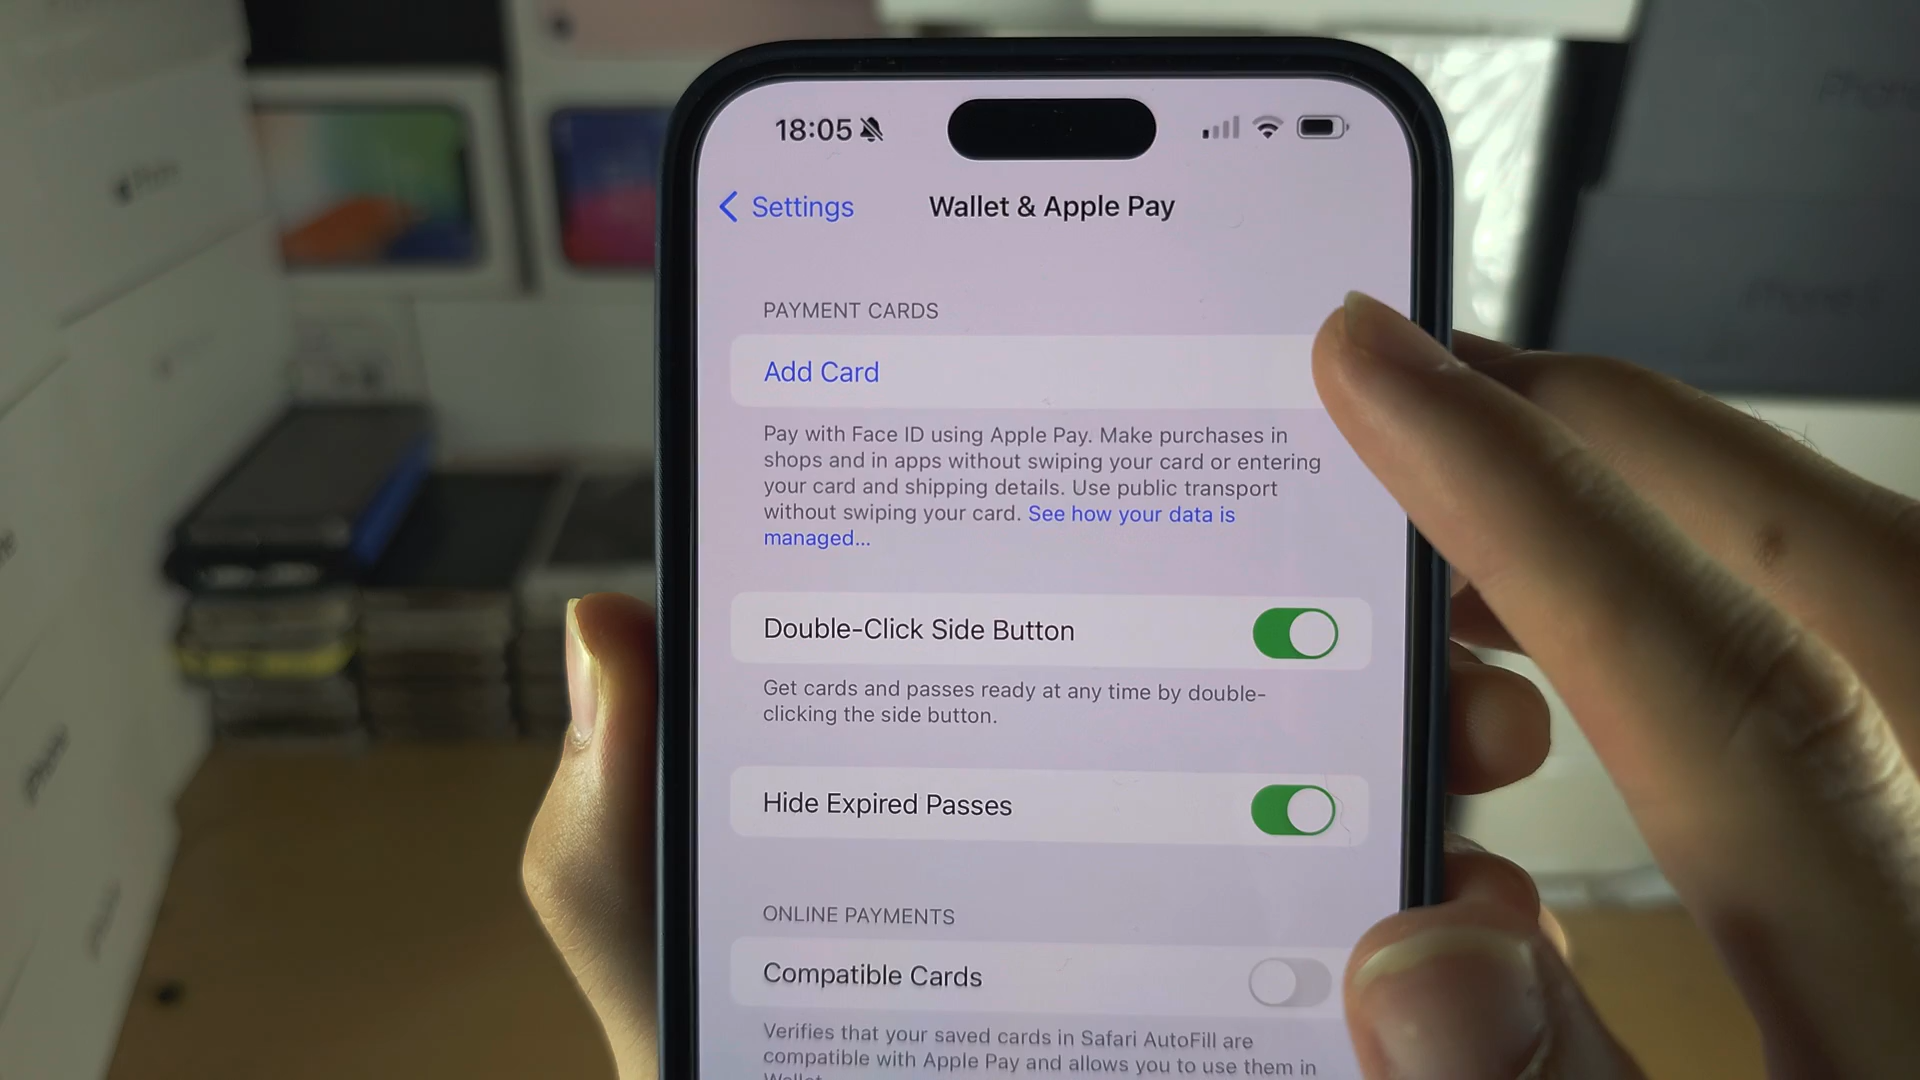 18:05
Settings
Wallet & Apple Pay
PAYMENT CARDS
Add Card
Pay with Face ID using Apple Pay. Make purchases in
shops and in apps without swiping your card or entering
your card and shipping details. Use public transport
without swiping your card. See how your data is
managed...
Double-Click Side Button
Get cards and passes ready at any time by double-
clicking the side button.
Hide Expired Passes
ONLINE PAYMENTS
Compatible Cards
Verifies that your saved cards in Safari AutoFill are
compatible with Apple Pay and allows you to use them in